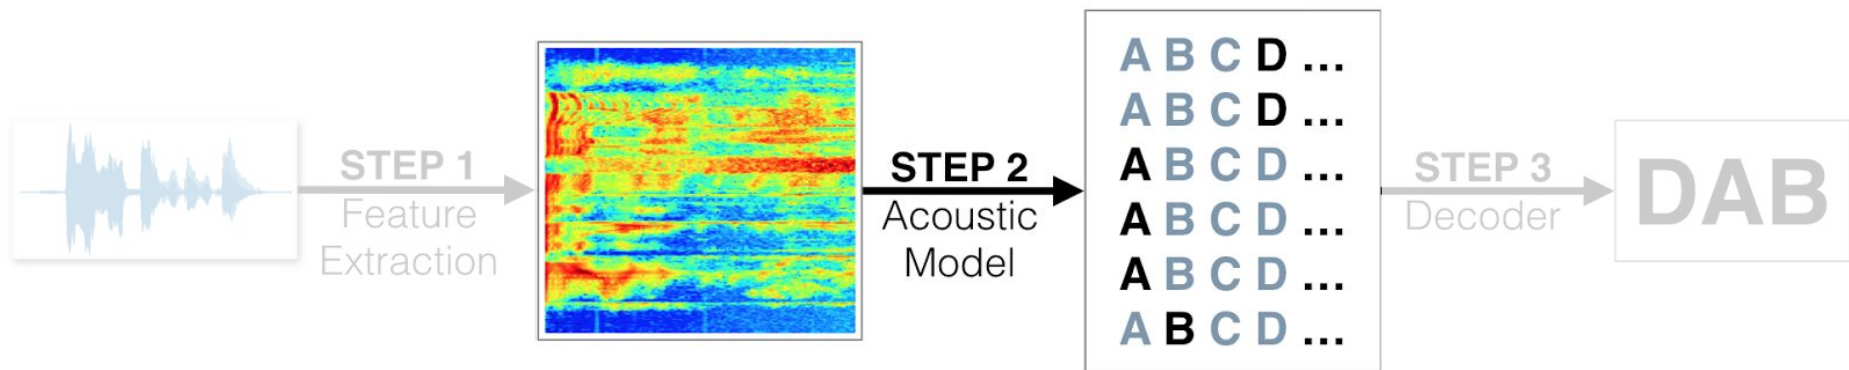 STEP 1
Feature
Extraction
STEP 2
Acoustic
Model
A B C D ...
A B C D ...
A B C D ...
A B C D ...
A B C D ...
A B C D ...
STEP 3
Decoder
DAB